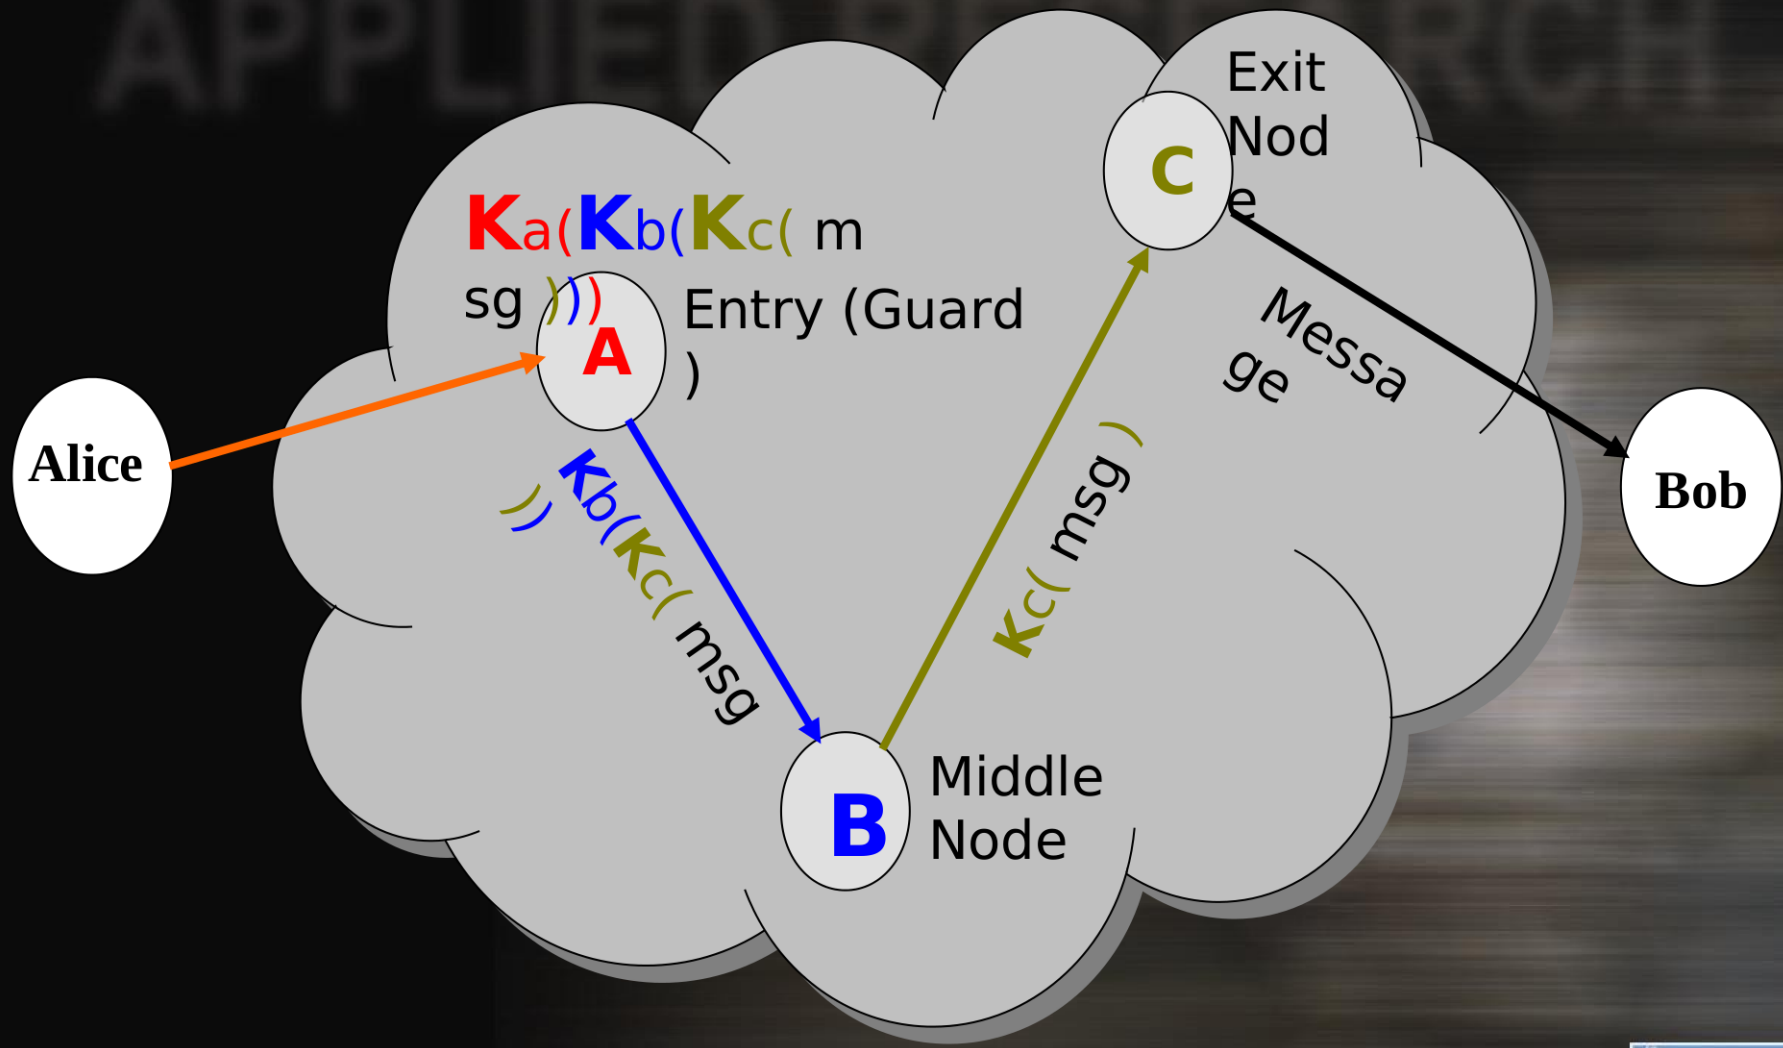 APPLIED RESEARCH
Exit
Nod
e
C
Ka(Kb(Kc( m
sg )))
Entry (Guard
)
A
Messa
ge
Alice
Bob
Kb(Kc( msg
))
Kc( msg )
Middle
Node
B